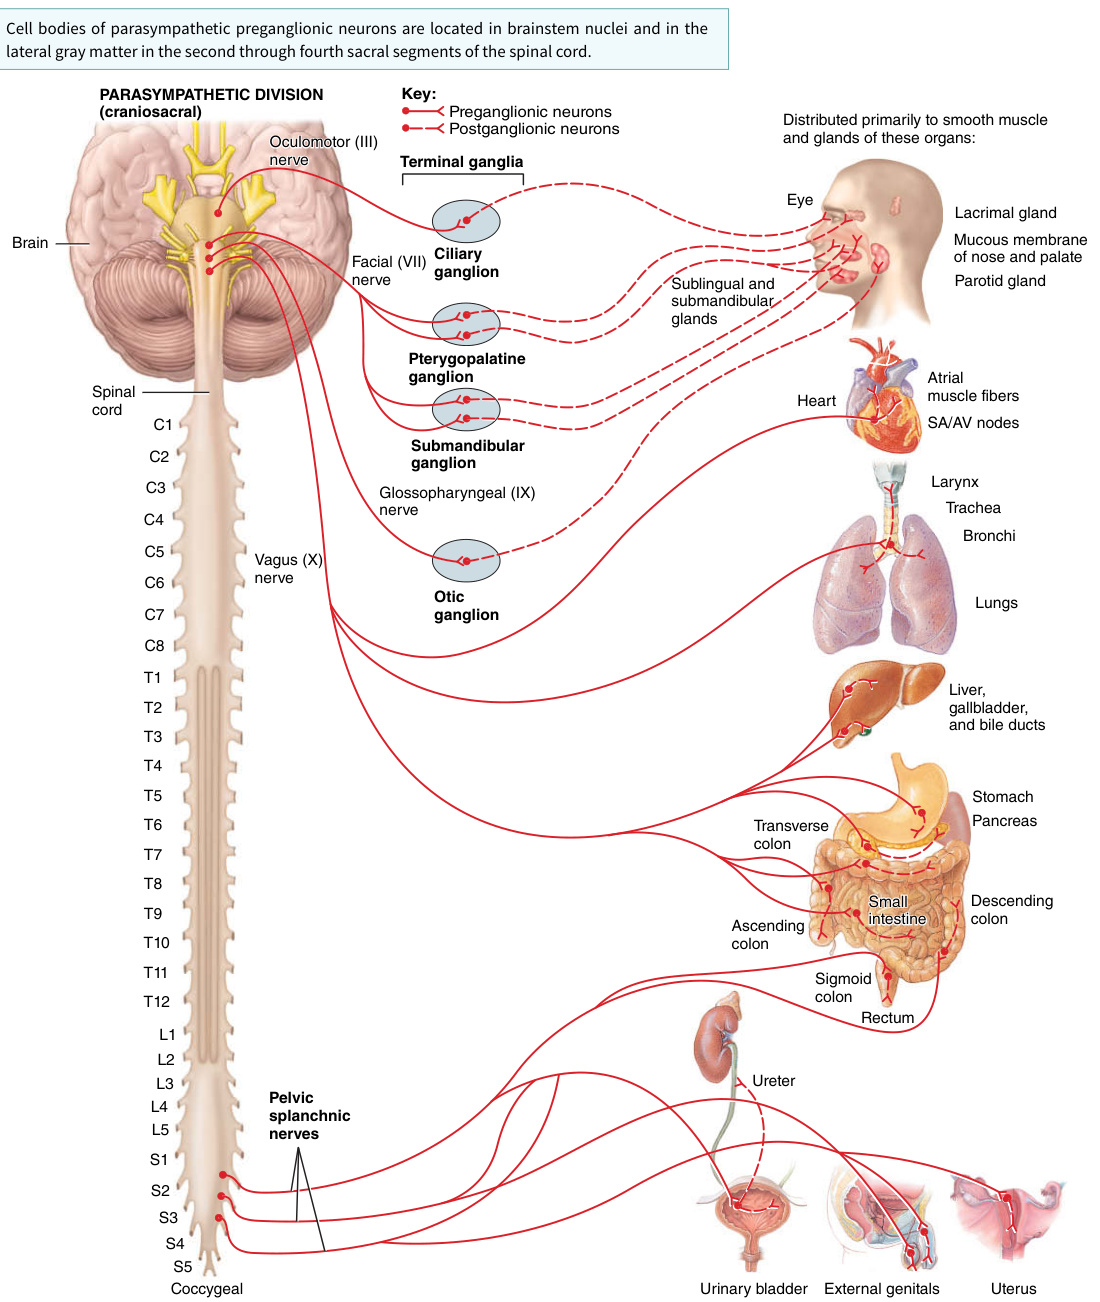 Cell bodies of parasympathetic preganglionic neurons are located in brainstem nuclei and in the
lateral gray matter in the second through fourth sacral segments of the spinal cord.
PARASYMPATHETIC DIVISION
(craniosacral)
Key:
Preganglionic neurons
Postganglionic neurons
Distributed primarily to smooth muscle
and glands of these organs:
Oculomotor (III)
nerve
Terminal ganglia
Eye
Lacrimal gland
Mucous membrane
of nose and palate
Parotid gland
Brain
Ciliary
ganglion
Facial (VII)
nerve
Sublingual and
submandibular
glands
Pterygopalatine
ganglion
Spinal
cord
Heart
Atrial
muscle fibers
SA/AV nodes
Submandibular
ganglion
Glossopharyngeal (IX)
nerve
Larynx
Trachea
Bronchi
Lungs
Vagus (X)
nerve
Otic
ganglion
C1
C2
C3
C4
C5
C6
C7
C8
T1
T2
T3
T4
T5
T6
T7
T8
T9
T10
T11
T12
L1
L2
L3
L4
L5
S1
S2
S3
S4
S5
Coccygeal
Liver,
gallbladder,
and bile ducts
Stomach
Pancreas
Transverse
colon
Small
intestine
Descending
colon
Ascending
colon
Sigmoid
colon
Rectum
Ureter
Pelvic
splanchnic
nerves
Urinary bladder
External genitals
Uterus